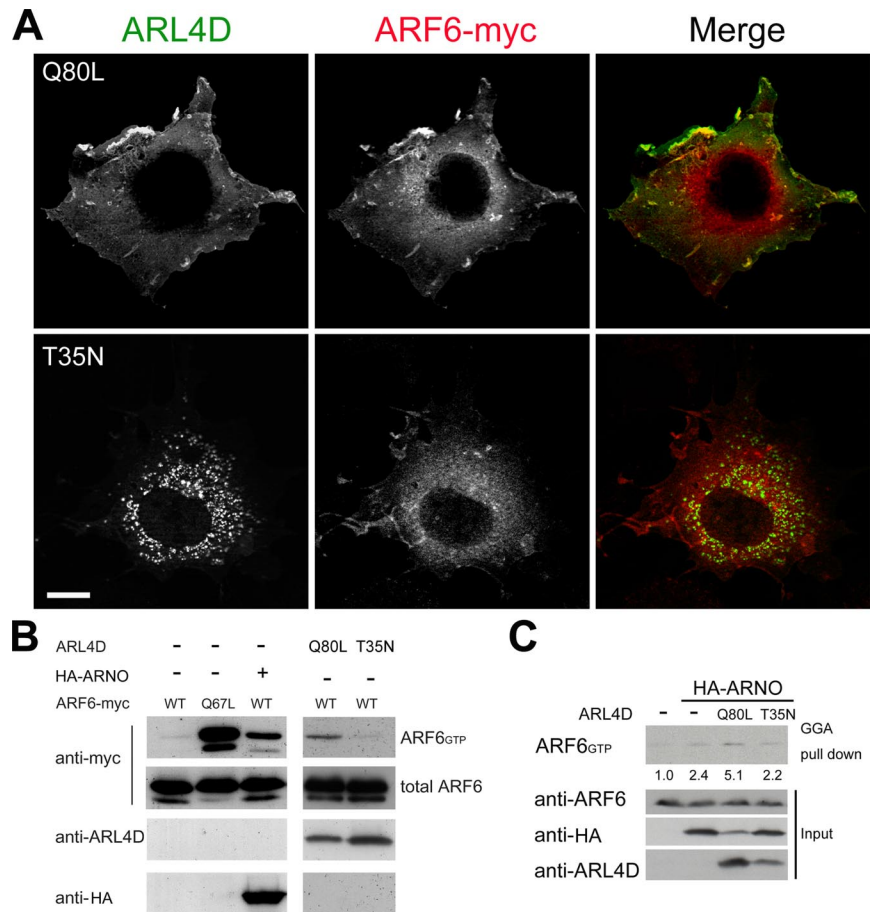 A
ARL4D ARF6-myc Merge
Q80L
T35N
B
ARL4D - - - Q80L T35N
HA-ARNO - - + - -
ARF6-myc WT Q67L WT WT WT
anti-myc
ARF6GTP
total ARF6
anti-ARL4D
anti-HA
C
HA-ARNO
ARL4D - - Q80L T35N
ARF6GTP
GGA
pull down
1.0 2.4 5.1 2.2
anti-ARF6
anti-HA
Input
anti-ARL4D